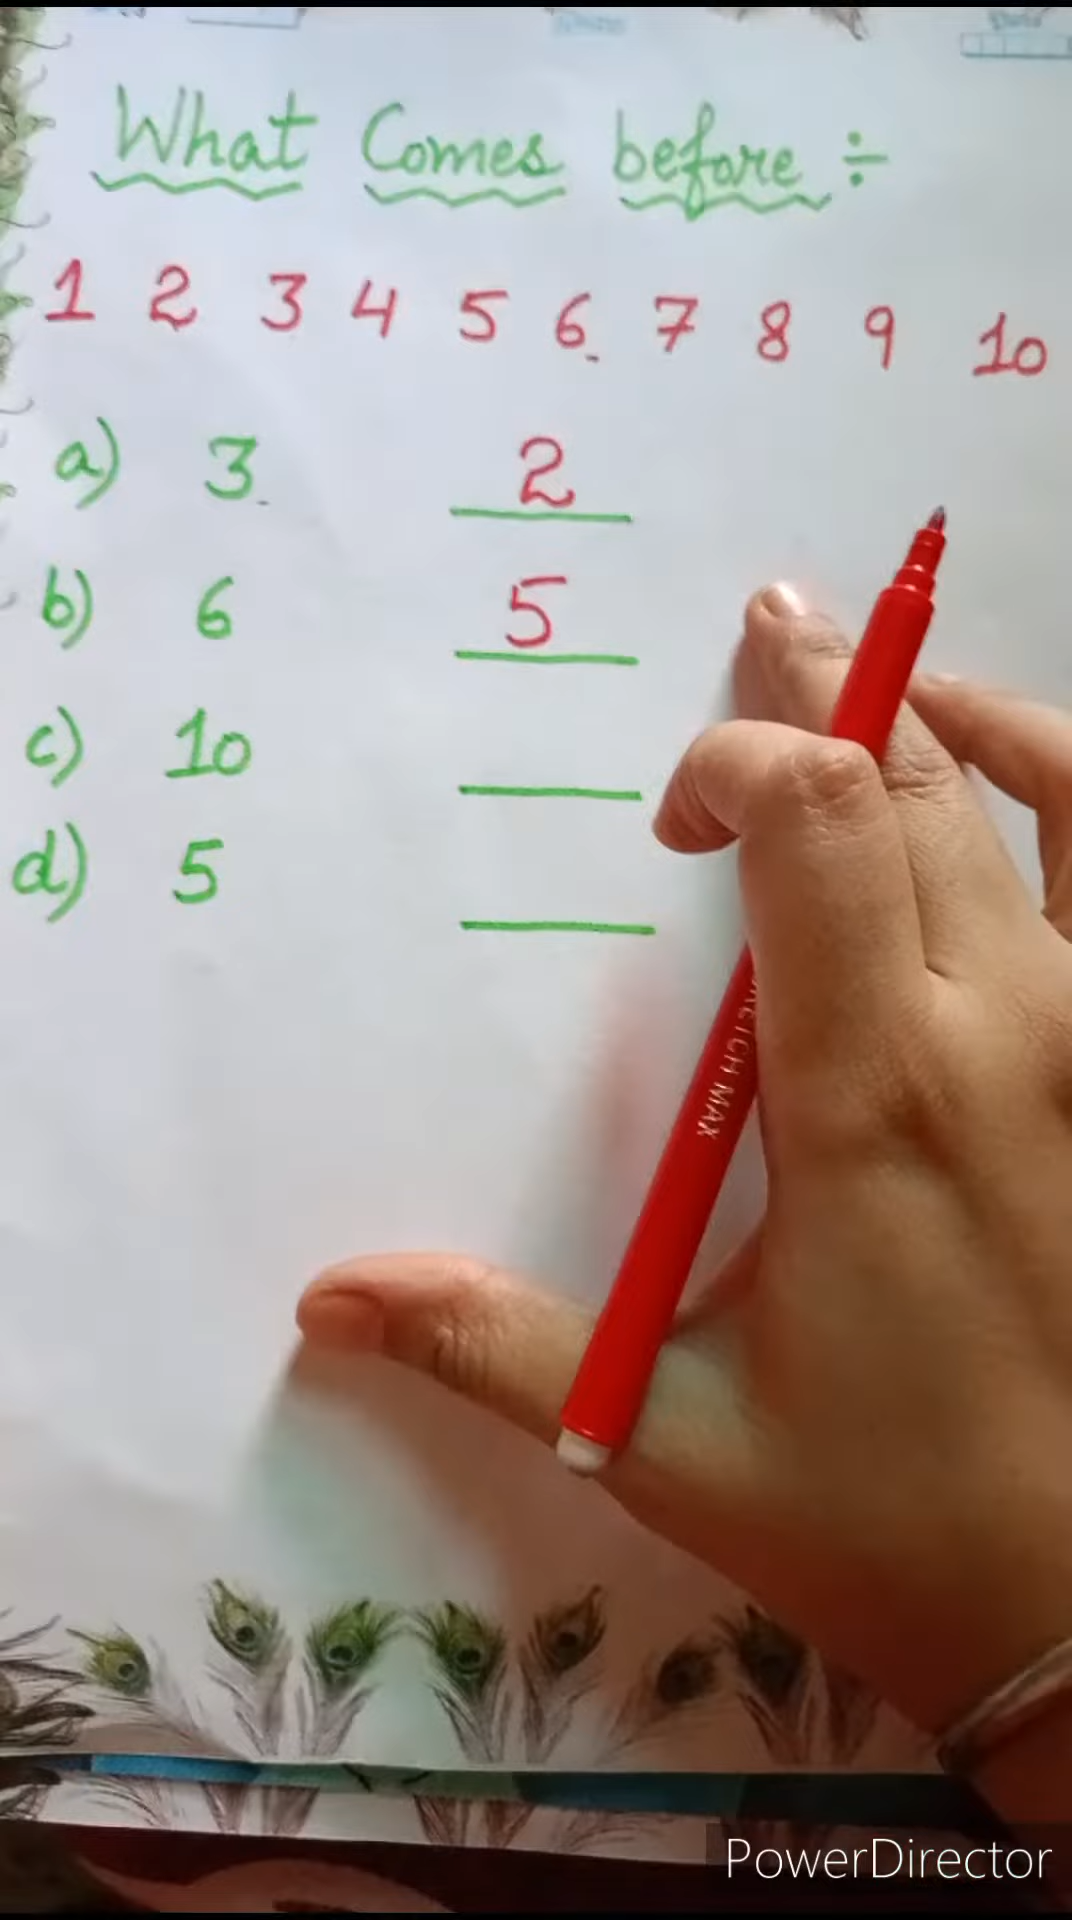 What Comes before ÷
1 2 3 4 5 6 7 8 9 10
a) 3 2
b) 6 5
c) 10
d) 5
MAX
PowerDirector